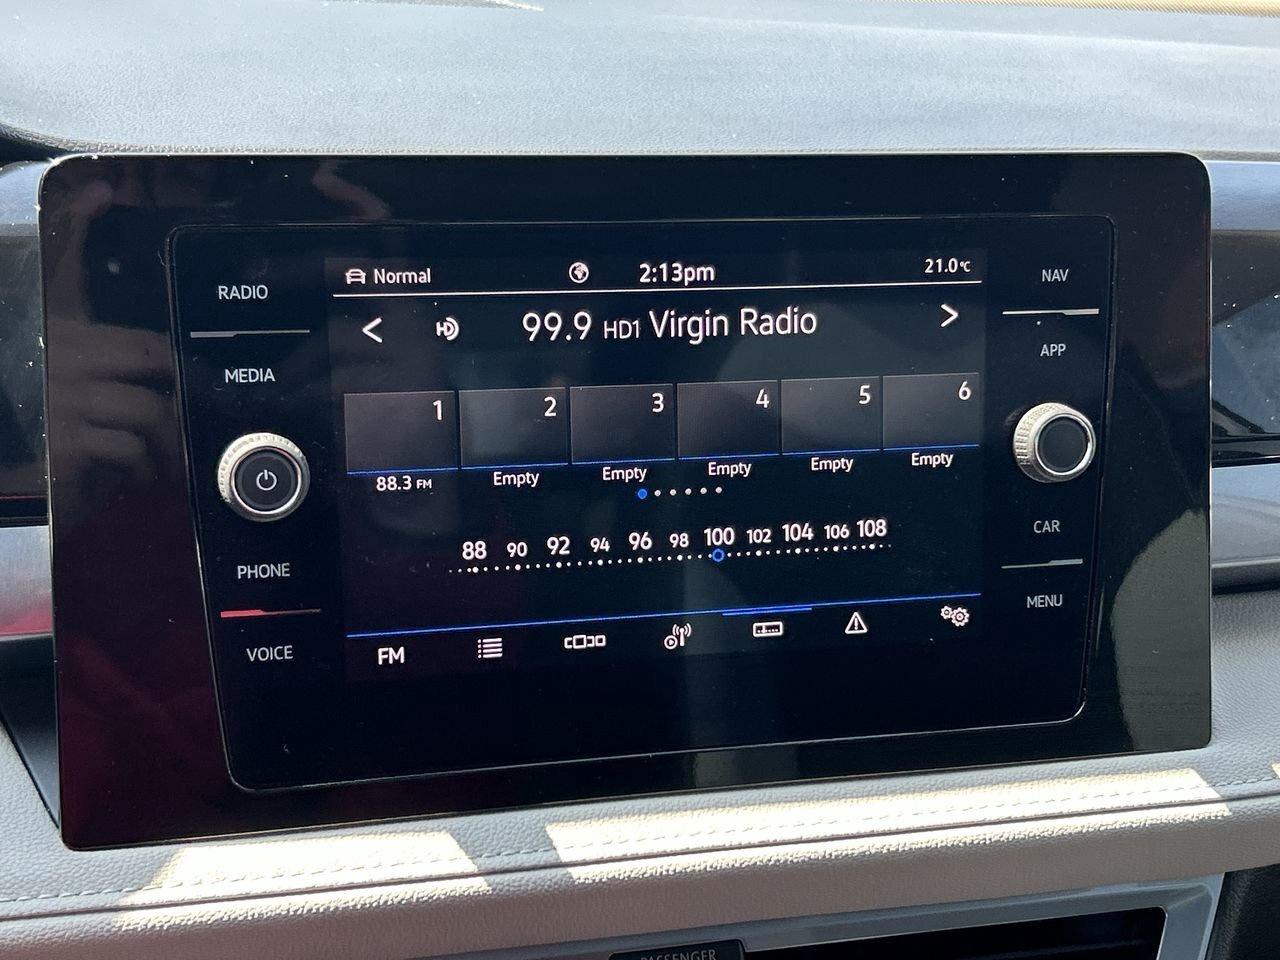 RADIO
MEDIA
PHONE
VOICE
Normal
2:13pm
21.0°C
< HD 99.9 HD1 Virgin Radio >
1 2 3 4 5 6
88.3 FM Empty Empty Empty Empty Empty
88 90 92 94 96 98 100 102 104 106 108
FM
NAV
APP
CAR
MENU
PASSENGER